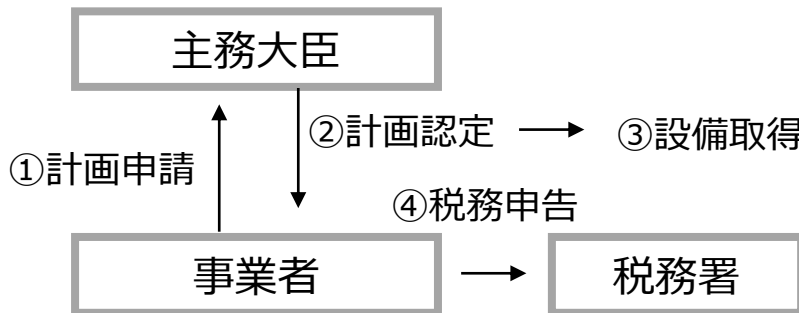 主務大臣
②計画認定
③設備取得
①計画申請
④税務申告
事業者
税務署